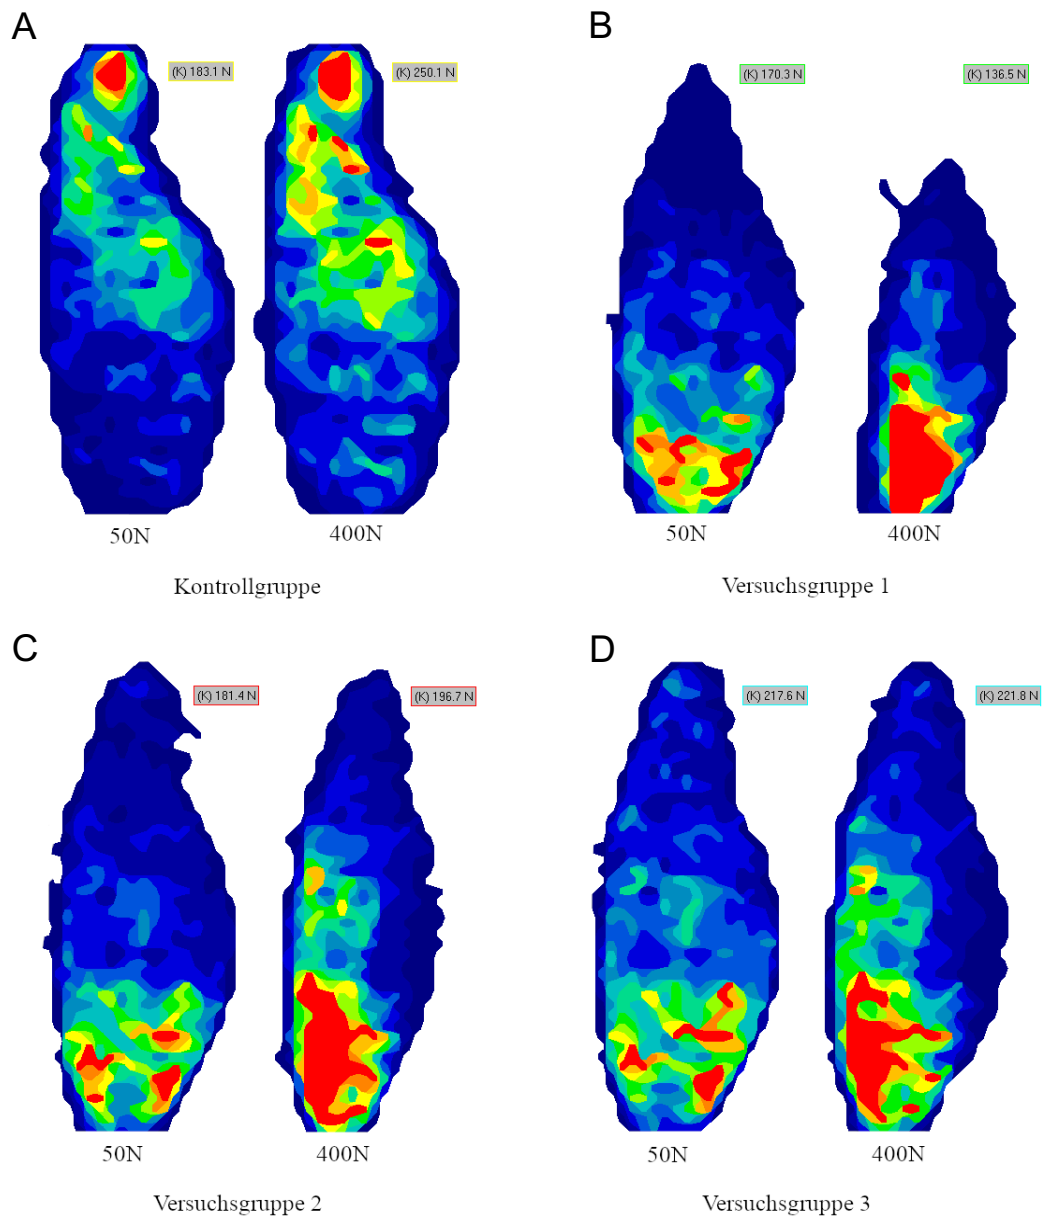 A
B
(K) 183.1 N
(K) 250.1 N
(K) 170.3 N
(K) 136.5 N
50N
400N
50N
400N
Kontrollgruppe
Versuchsgruppe 1
C
D
(K) 181.4 N
(K) 196.7 N
(K) 217.6 N
(K) 221.8 N
50N
400N
50N
400N
Versuchsgruppe 2
Versuchsgruppe 3